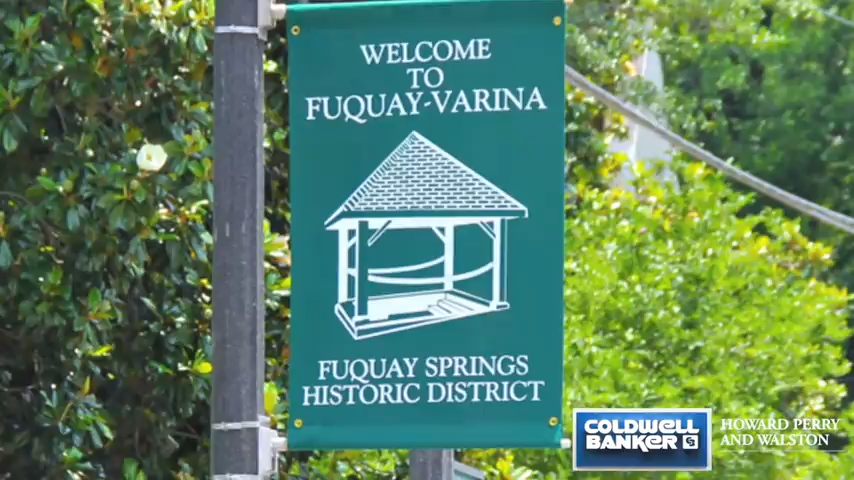 WELCOME
TO
FUQUAY-VARINA
FUQUAY SPRINGS
HISTORIC DISTRICT
COLDWELL
BANKER
HOWARD PERRY
AND WALSTON